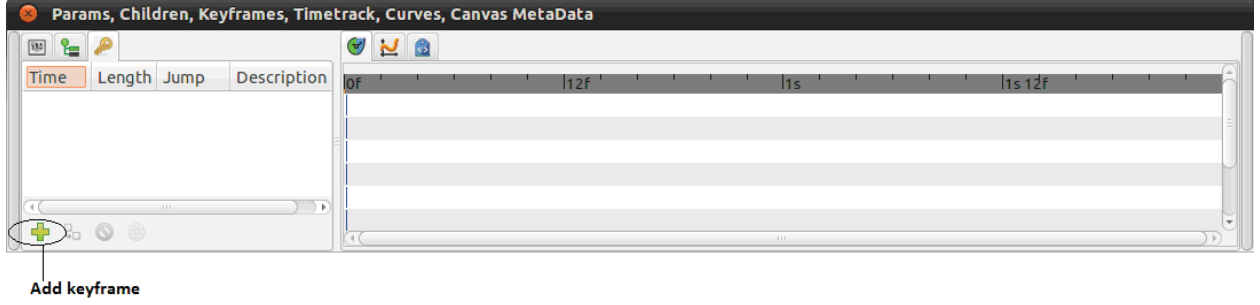 Params, Children, Keyframes, Timetrack, Curves, Canvas MetaData
Time Length Jump Description
0f 12f 1s 1s 12f
Add keyframe